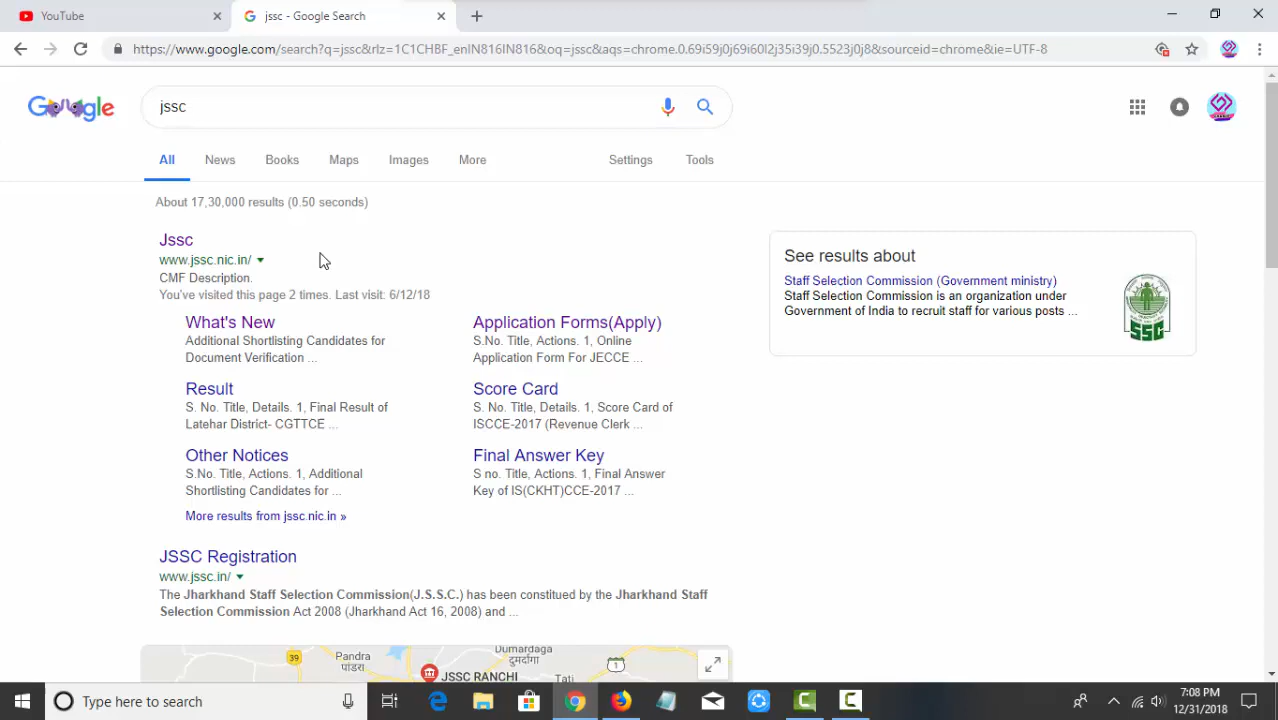 YouTube
jssc - Google Search
https://www.google.com/search?q=jssc&rlz=1C1CHBF_enIN816IN816&oq=jssc&aqs=chrome.0.69i59j0j69i60l2j35i39j0.5523j0j8&sourceid=chrome&ie=UTF-8
Google
jssc
All News Books Maps Images More Settings Tools
About 17,30,000 results (0.50 seconds)
Jssc
www.jssc.nic.in/
CMF Description.
You've visited this page 2 times. Last visit: 6/12/18
What's New
Additional Shortlisting Candidates for
Document Verification ...
Application Forms(Apply)
S.No. Title, Actions. 1, Online
Application Form For JECCE ...
Result
S. No. Title, Details. 1, Final Result of
Latehar District- CGTTCE ...
Score Card
S. No. Title, Details. 1, Score Card of
ISCCE-2017 (Revenue Clerk ...
Other Notices
S.No. Title, Actions. 1, Additional
Shortlisting Candidates for ...
Final Answer Key
S no. Title, Actions. 1, Final Answer
Key of IS(CKHT)CCE-2017 ...
More results from jssc.nic.in »
JSSC Registration
www.jssc.in/
The Jharkhand Staff Selection Commission(J.S.S.C.) has been constitued by the Jharkhand Staff
Selection Commission Act 2008 (Jharkhand Act 16, 2008) and ...
See results about
Staff Selection Commission (Government ministry)
Staff Selection Commission is an organization under
Government of India to recruit staff for various posts ...
SSC
39
Pandra
पांडरा
Dumardaga
दुमर्दगा
1
JSSC RANCHI
Tati
Type here to search
7:08 PM
12/31/2018